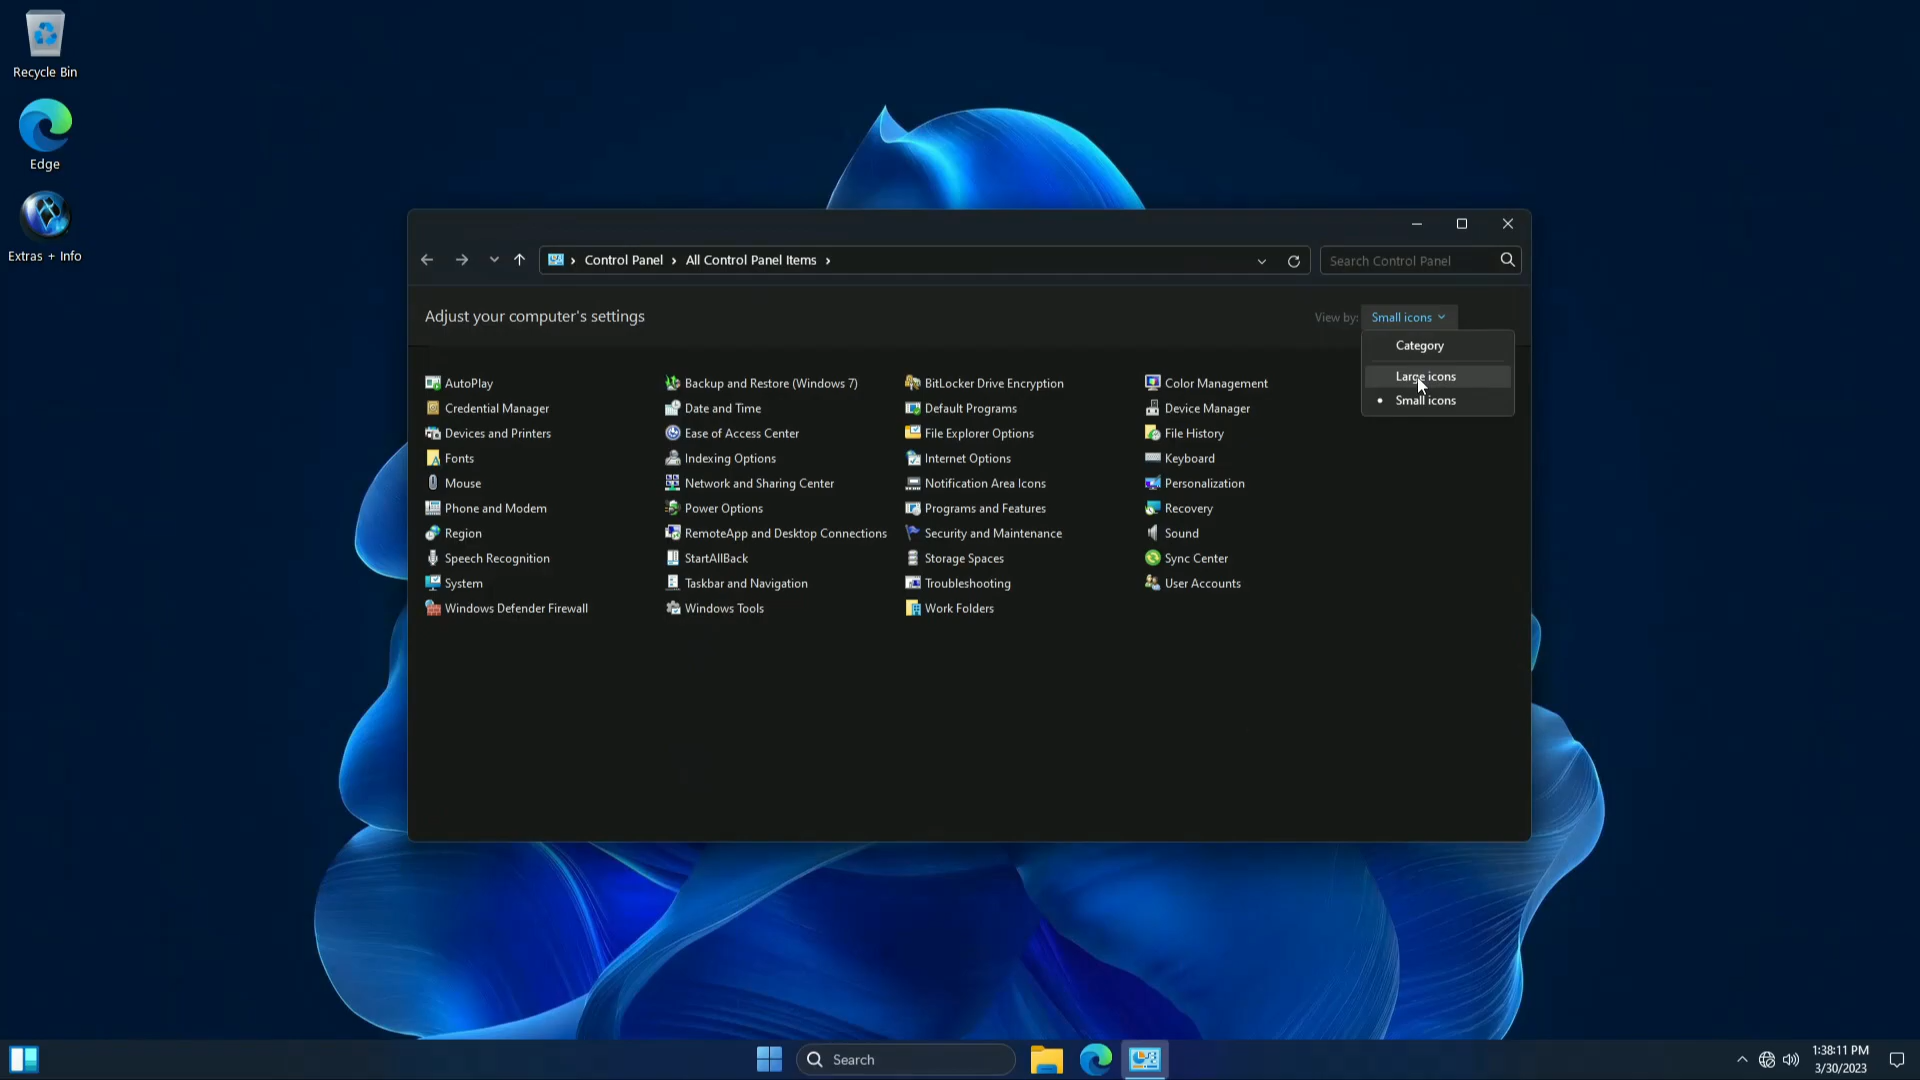 Recycle Bin
Edge
Extras + Info
Control Panel › All Control Panel Items ›
Search Control Panel
Adjust your computer's settings
View by: Small icons
Category
Large icons
Small icons
AutoPlay
Backup and Restore (Windows 7)
BitLocker Drive Encryption
Color Management
Credential Manager
Date and Time
Default Programs
Device Manager
Devices and Printers
Ease of Access Center
File Explorer Options
File History
Fonts
Indexing Options
Internet Options
Keyboard
Mouse
Network and Sharing Center
Notification Area Icons
Personalization
Phone and Modem
Power Options
Programs and Features
Recovery
Region
RemoteApp and Desktop Connections
Security and Maintenance
Sound
Speech Recognition
StartAllBack
Storage Spaces
Sync Center
System
Taskbar and Navigation
Troubleshooting
User Accounts
Windows Defender Firewall
Windows Tools
Work Folders
Search
1:38:11 PM
3/30/2023